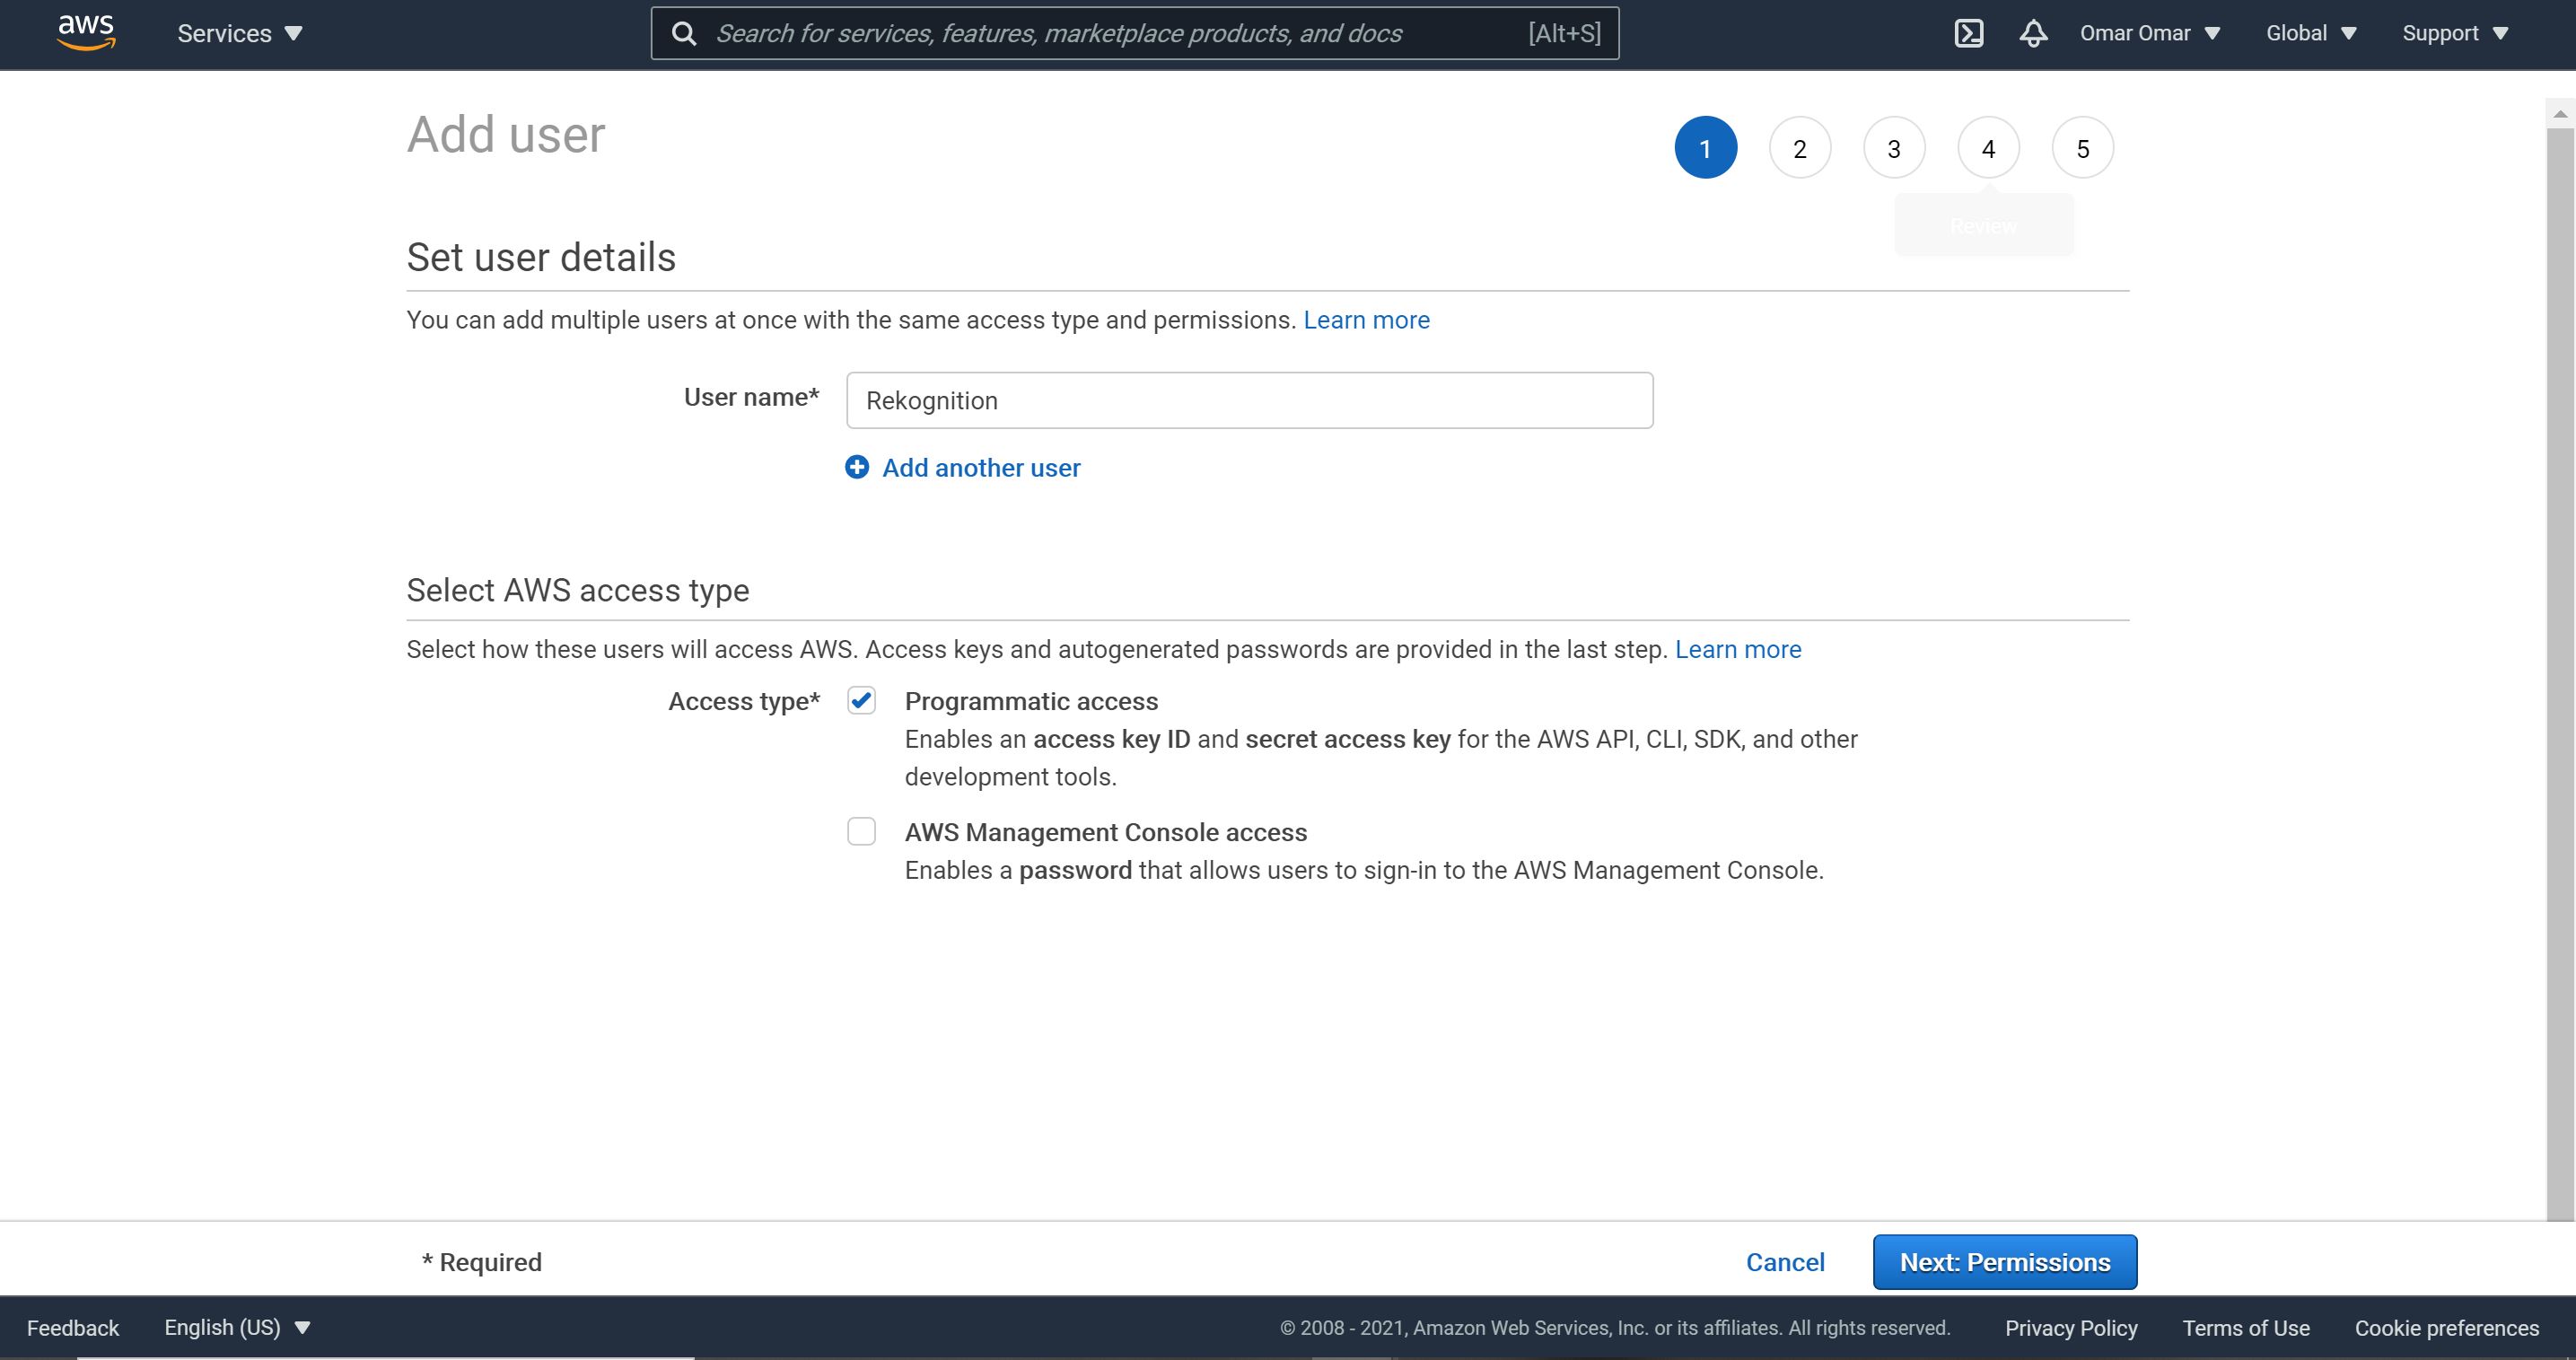 aws Services Search for services, features, marketplace products, and docs [Alt+S] Omar Omar Global Support
Add user 1 2 3 4 5
Review
Set user details
You can add multiple users at once with the same access type and permissions. Learn more
User name* Rekognition
Add another user
Select AWS access type
Select how these users will access AWS. Access keys and autogenerated passwords are provided in the last step. Learn more
Access type* Programmatic access
Enables an access key ID and secret access key for the AWS API, CLI, SDK, and other
development tools.
AWS Management Console access
Enables a password that allows users to sign-in to the AWS Management Console.
* Required Cancel Next: Permissions
Feedback English (US) © 2008 - 2021, Amazon Web Services, Inc. or its affiliates. All rights reserved. Privacy Policy Terms of Use Cookie preferences